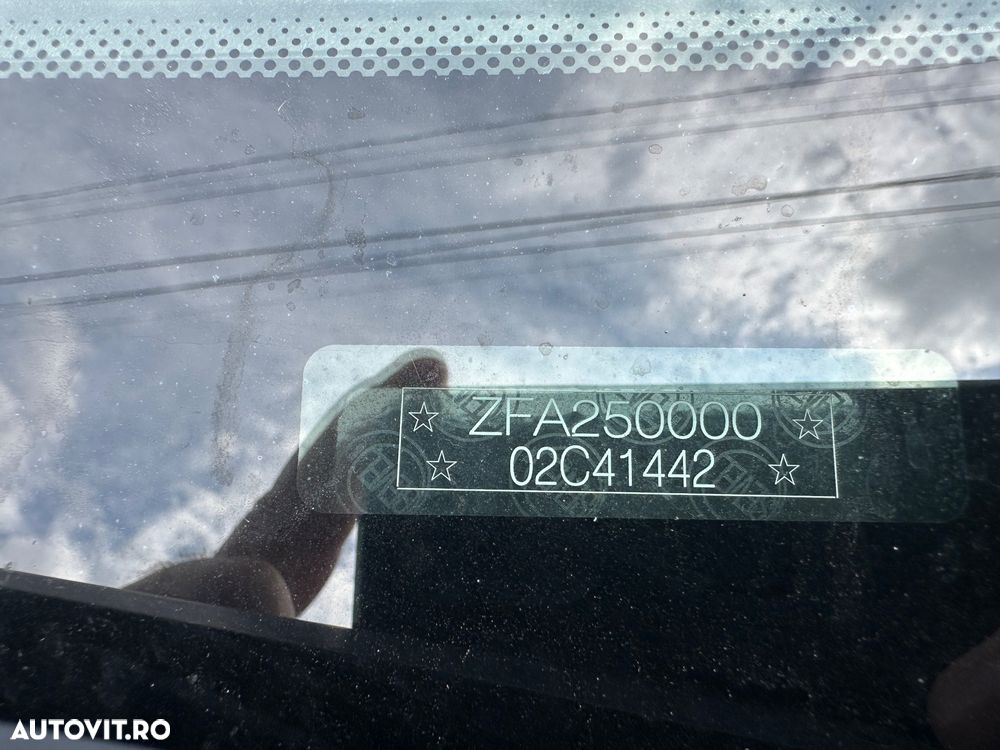 ☆ ZFA250000 ☆
☆ 02C41442 ☆
AUTOVIT.RO